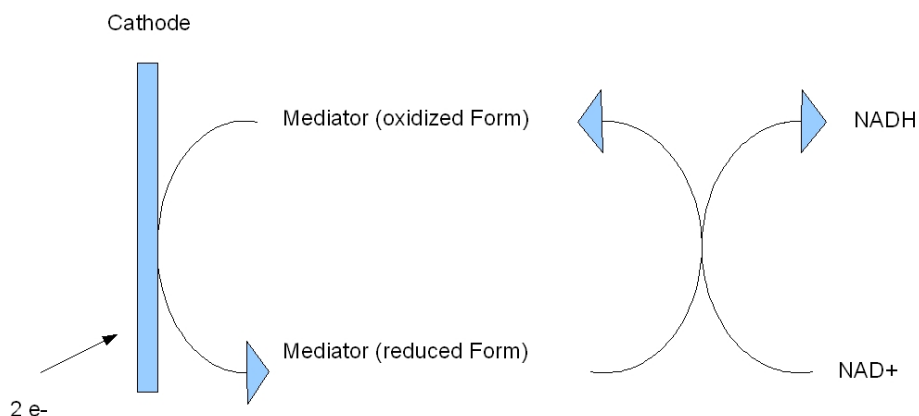 Cathode
Mediator (oxidized Form)
NADH
Mediator (reduced Form)
NAD+
2 e-